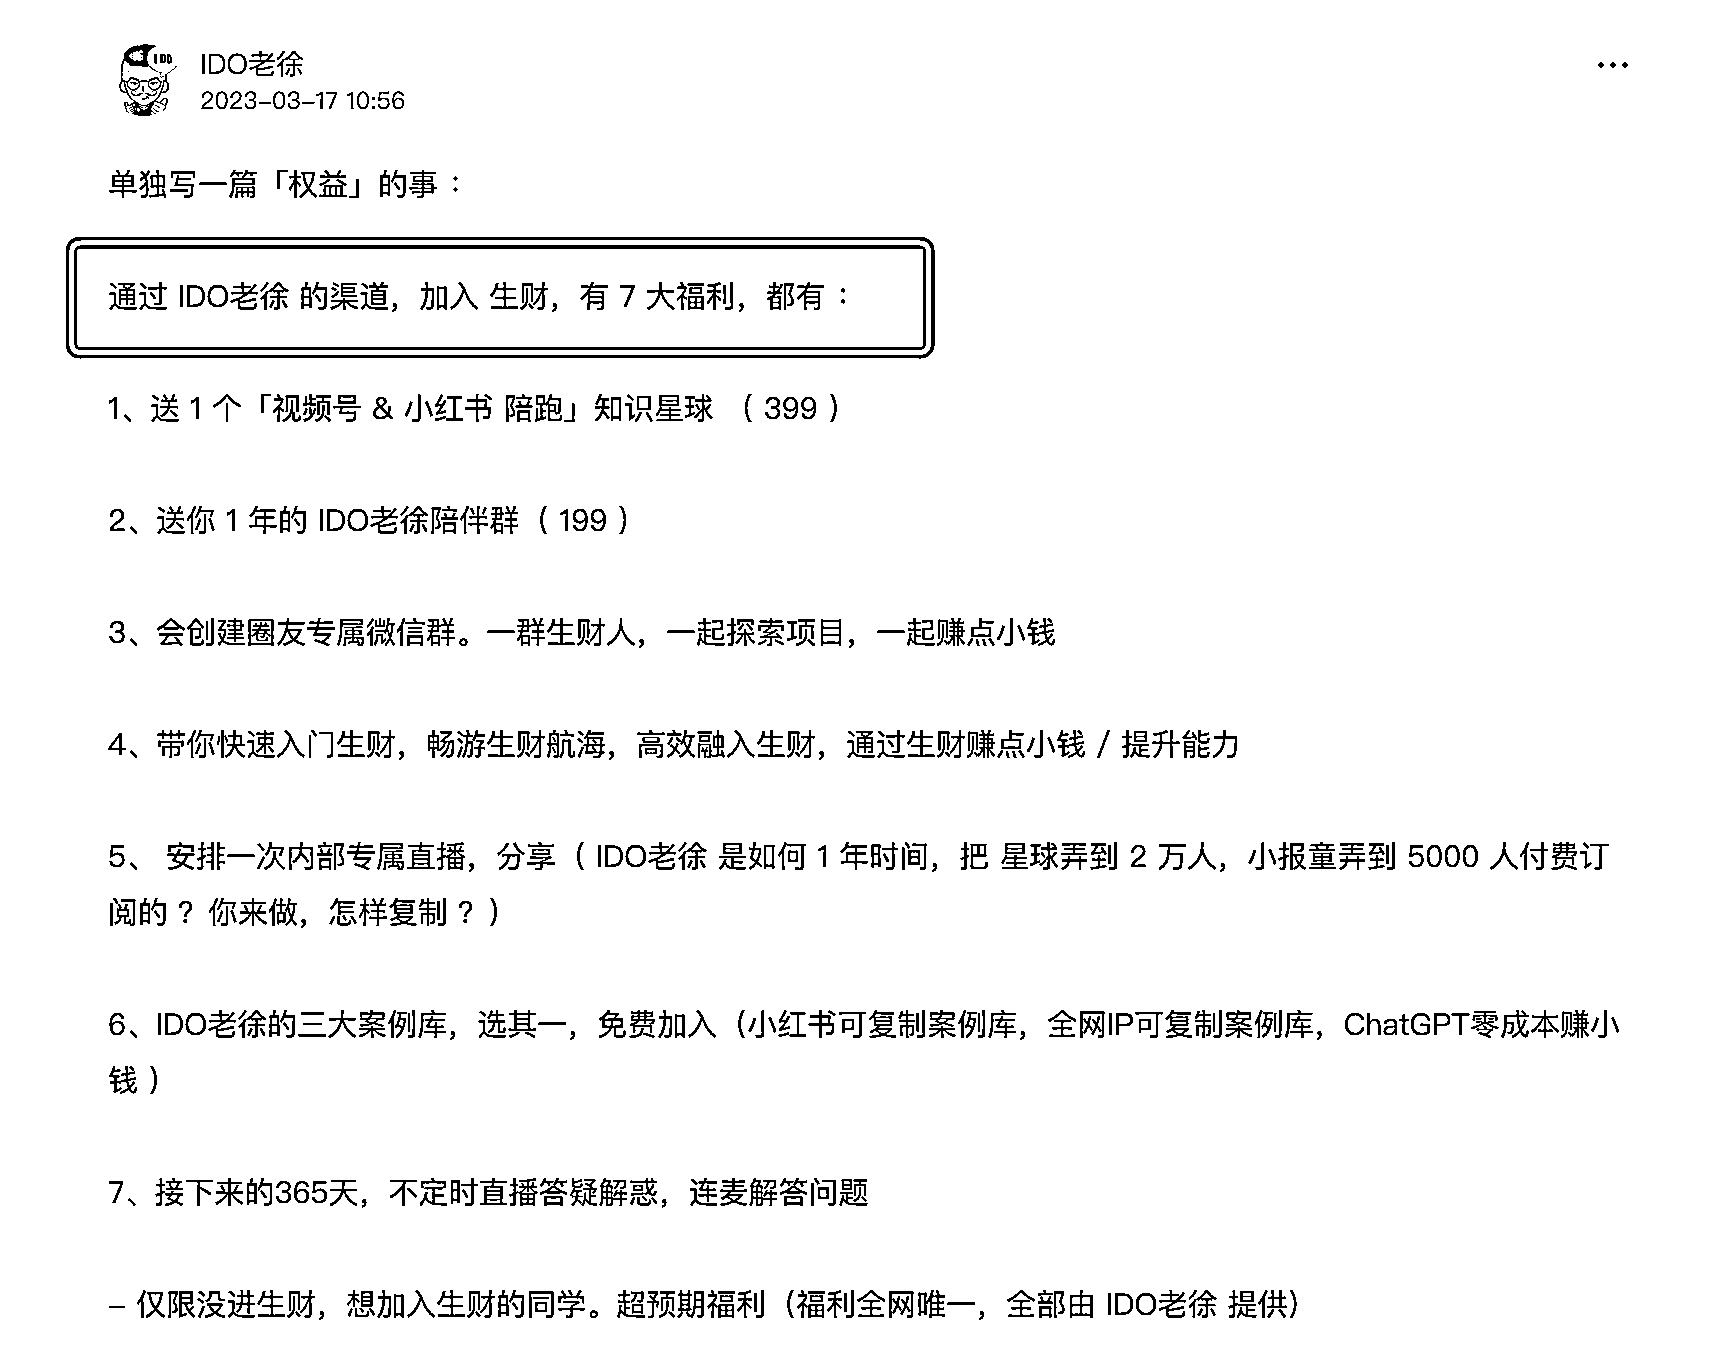 IDO老徐
2023-03-17 10:56
单独写一篇「权益」的事：
通过 IDO老徐 的渠道，加入 生财，有 7 大福利，都有：
1、送 1 个「视频号 & 小红书 陪跑」知识星球 （ 399 ）
2、送你 1 年的 IDO老徐陪伴群（ 199 ）
3、会创建圈友专属微信群。一群生财人，一起探索项目，一起赚点小钱
4、带你快速入门生财，畅游生财航海，高效融入生财，通过生财赚点小钱 / 提升能力
5、 安排一次内部专属直播，分享（ IDO老徐 是如何 1 年时间，把 星球弄到 2 万人，小报童弄到 5000 人付费订
阅的？你来做，怎样复制？）
6、IDO老徐的三大案例库，选其一，免费加入（小红书可复制案例库，全网IP可复制案例库，ChatGPT零成本赚小
钱 ）
7、接下来的365天，不定时直播答疑解惑，连麦解答问题
– 仅限没进生财，想加入生财的同学。超预期福利（福利全网唯一，全部由 IDO老徐 提供）